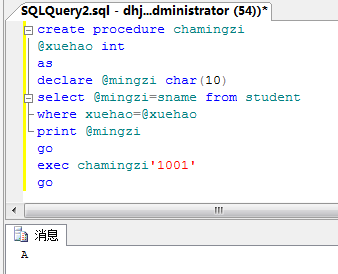 SQLQuery2.sql - dhj...dministrator (54))*
create procedure chamingzi
@xuehao int
as
declare @mingzi char(10)
select @mingzi=sname from student
where xuehao=@xuehao
print @mingzi
go
exec chamingzi'1001'
go
消息
A